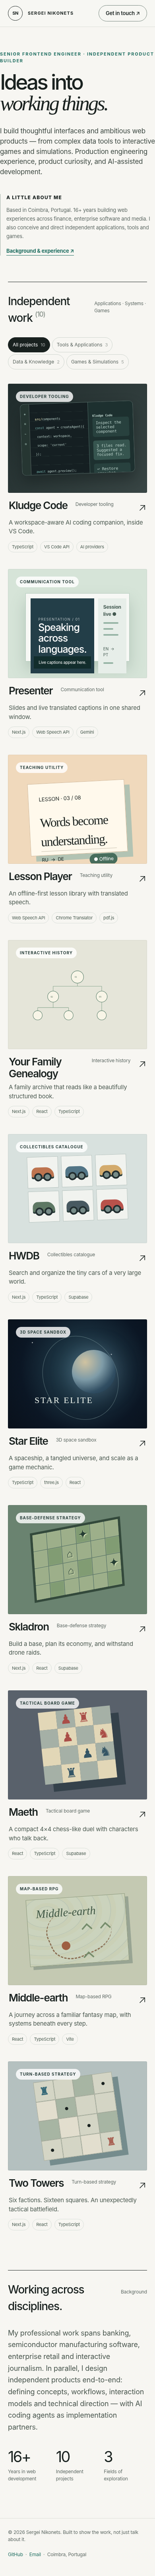 SN SERGEI NIKONETS Get in touch ↗
SENIOR FRONTEND ENGINEER · INDEPENDENT PRODUCT
BUILDER
Ideas into
working things.
I build thoughtful interfaces and ambitious web
products — from complex data tools to interactive
games and simulations. Production engineering
experience, product curiosity, and AI-assisted
development.
A LITTLE ABOUT ME
Based in Coimbra, Portugal. 16+ years building web
experiences across finance, enterprise software and media. I
also conceive and direct independent applications, tools and
games.
Background & experience ↗
Independent
work (10)
Applications · Systems ·
Games
All projects 10
Tools & Applications 3
Data & Knowledge 2
Games & Simulations 5
DEVELOPER TOOLING
Kludge Code Developer tooling
A workspace-aware AI coding companion, inside
VS Code.
TypeScript VS Code API AI providers
COMMUNICATION TOOL
PRESENTATION / 01
Speaking
across
languages.
Live captions appear here.
Session
live ●
EN →
PT
Presenter Communication tool
Slides and live translated captions in one shared
window.
Next.js Web Speech API Gemini
TEACHING UTILITY
LESSON · 03 / 08
Words become
understanding.
AU → DE
● Offline
Lesson Player Teaching utility
An offline-first lesson library with translated
speech.
Web Speech API Chrome Translator pdf.js
INTERACTIVE HISTORY
Your Family
Genealogy
Interactive history
A family archive that reads like a beautifully
structured book.
Next.js React TypeScript
COLLECTIBLES CATALOGUE
HWDB Collectibles catalogue
Search and organize the tiny cars of a very large
world.
Next.js TypeScript Supabase
3D SPACE SANDBOX
STAR ELITE
Star Elite 3D space sandbox
A spaceship, a tangled universe, and scale as a
game mechanic.
TypeScript three.js React
BASE-DEFENSE STRATEGY
Skladron Base-defense strategy
Build a base, plan its economy, and withstand
drone raids.
Next.js React Supabase
TACTICAL BOARD GAME
Maeth Tactical board game
A compact 4×4 chess-like duel with characters
who talk back.
React TypeScript Supabase
MAP-BASED RPG
Middle-earth
Middle-earth Map-based RPG
A journey across a familiar fantasy map, with
systems beneath every step.
React TypeScript Vite
TURN-BASED STRATEGY
Two Towers Turn-based strategy
Six factions. Sixteen squares. An unexpectedly
tactical battlefield.
Next.js React TypeScript
Working across
disciplines.
Background
My professional work spans banking,
semiconductor manufacturing software,
enterprise retail and interactive
journalism. In parallel, I design
independent products end-to-end:
defining concepts, workflows, interaction
models and technical direction — with AI
coding agents as implementation
partners.
16+ 10 3
Years in web
development
Independent
projects
Fields of
exploration
© 2026 Sergei Nikonets. Built to show the work, not just talk
about it.
GitHub · Email · Coimbra, Portugal